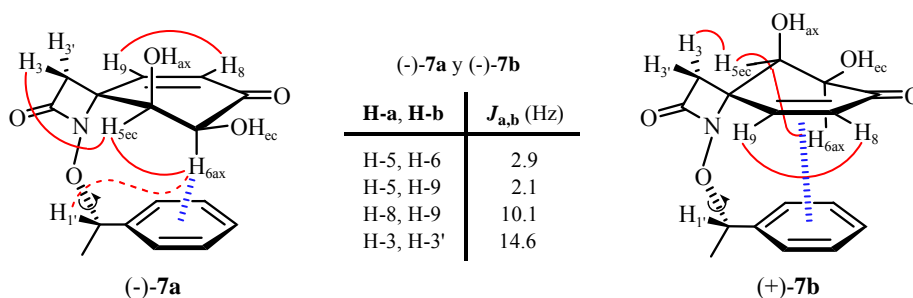 H3'
H3
OHax
H9
H8
O
O
N
H5ec
OHec
H6ax
O
H1'
(-)-7a
(-)-7a y (-)-7b
H-a, H-b Ja,b (Hz)
H-5, H-6 2.9
H-5, H-9 2.1
H-8, H-9 10.1
H-3, H-3' 14.6
OHax
H3
H5ec
H3'
OHec
O
O
N
H9
H8
H6ax
O
H1'
(+)-7b